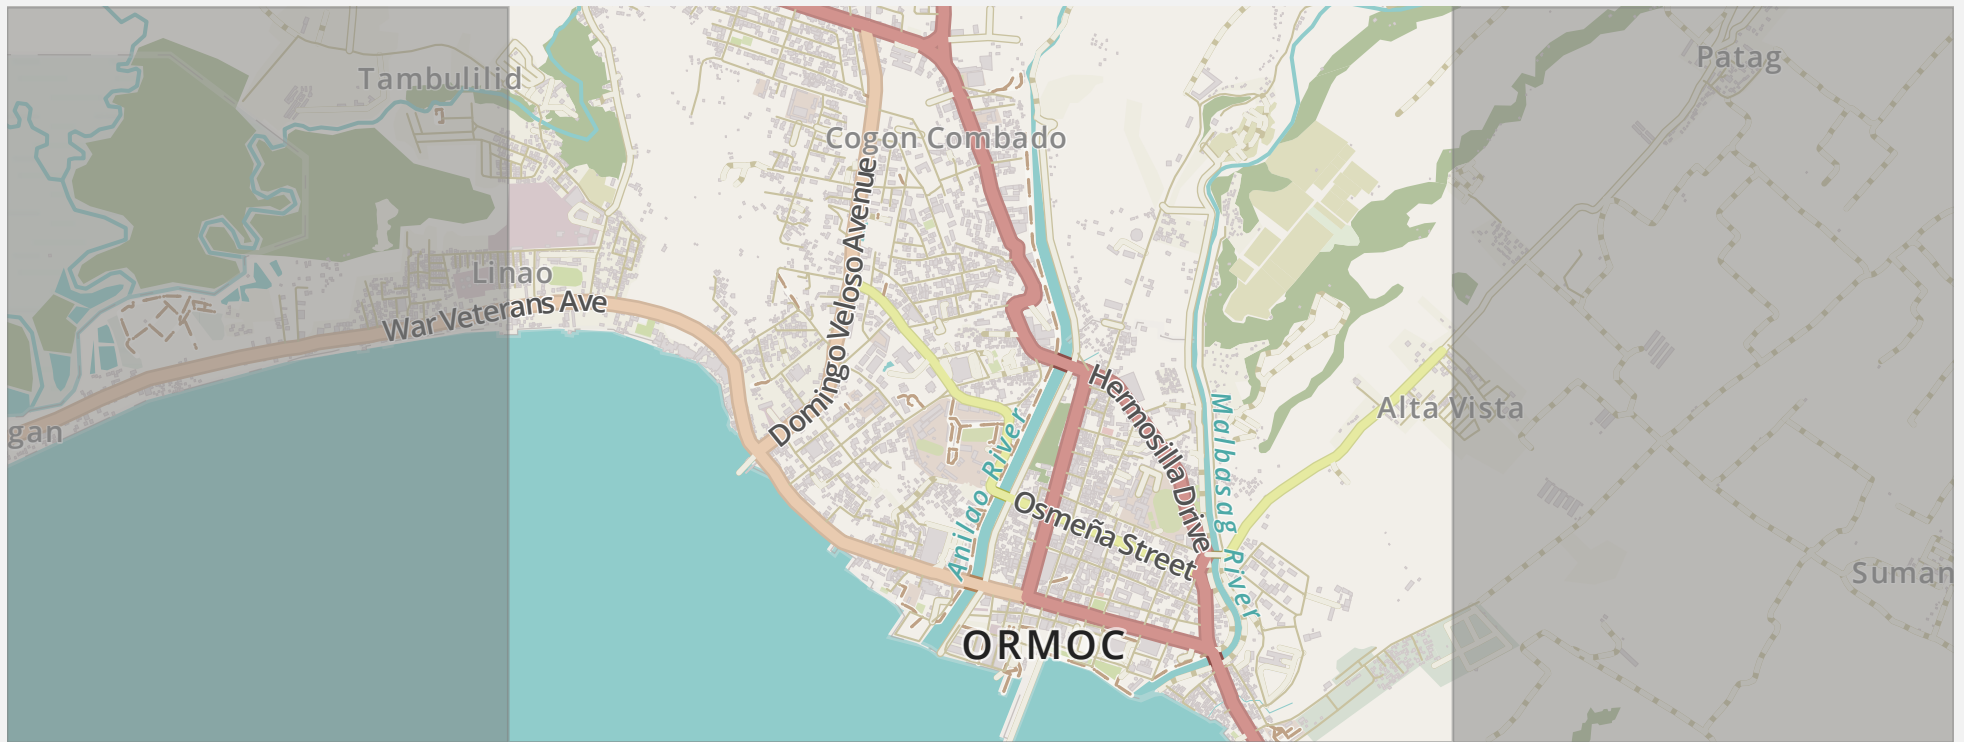 Patag
Tambulilid
Cogon Combado
Linao
War Veterans Ave
Domingo Veloso Avenue
Hermosilla Drive
Malbasag River
Alta Vista
gan
Anilao River
Osmeña Street
Suman
ORMOC